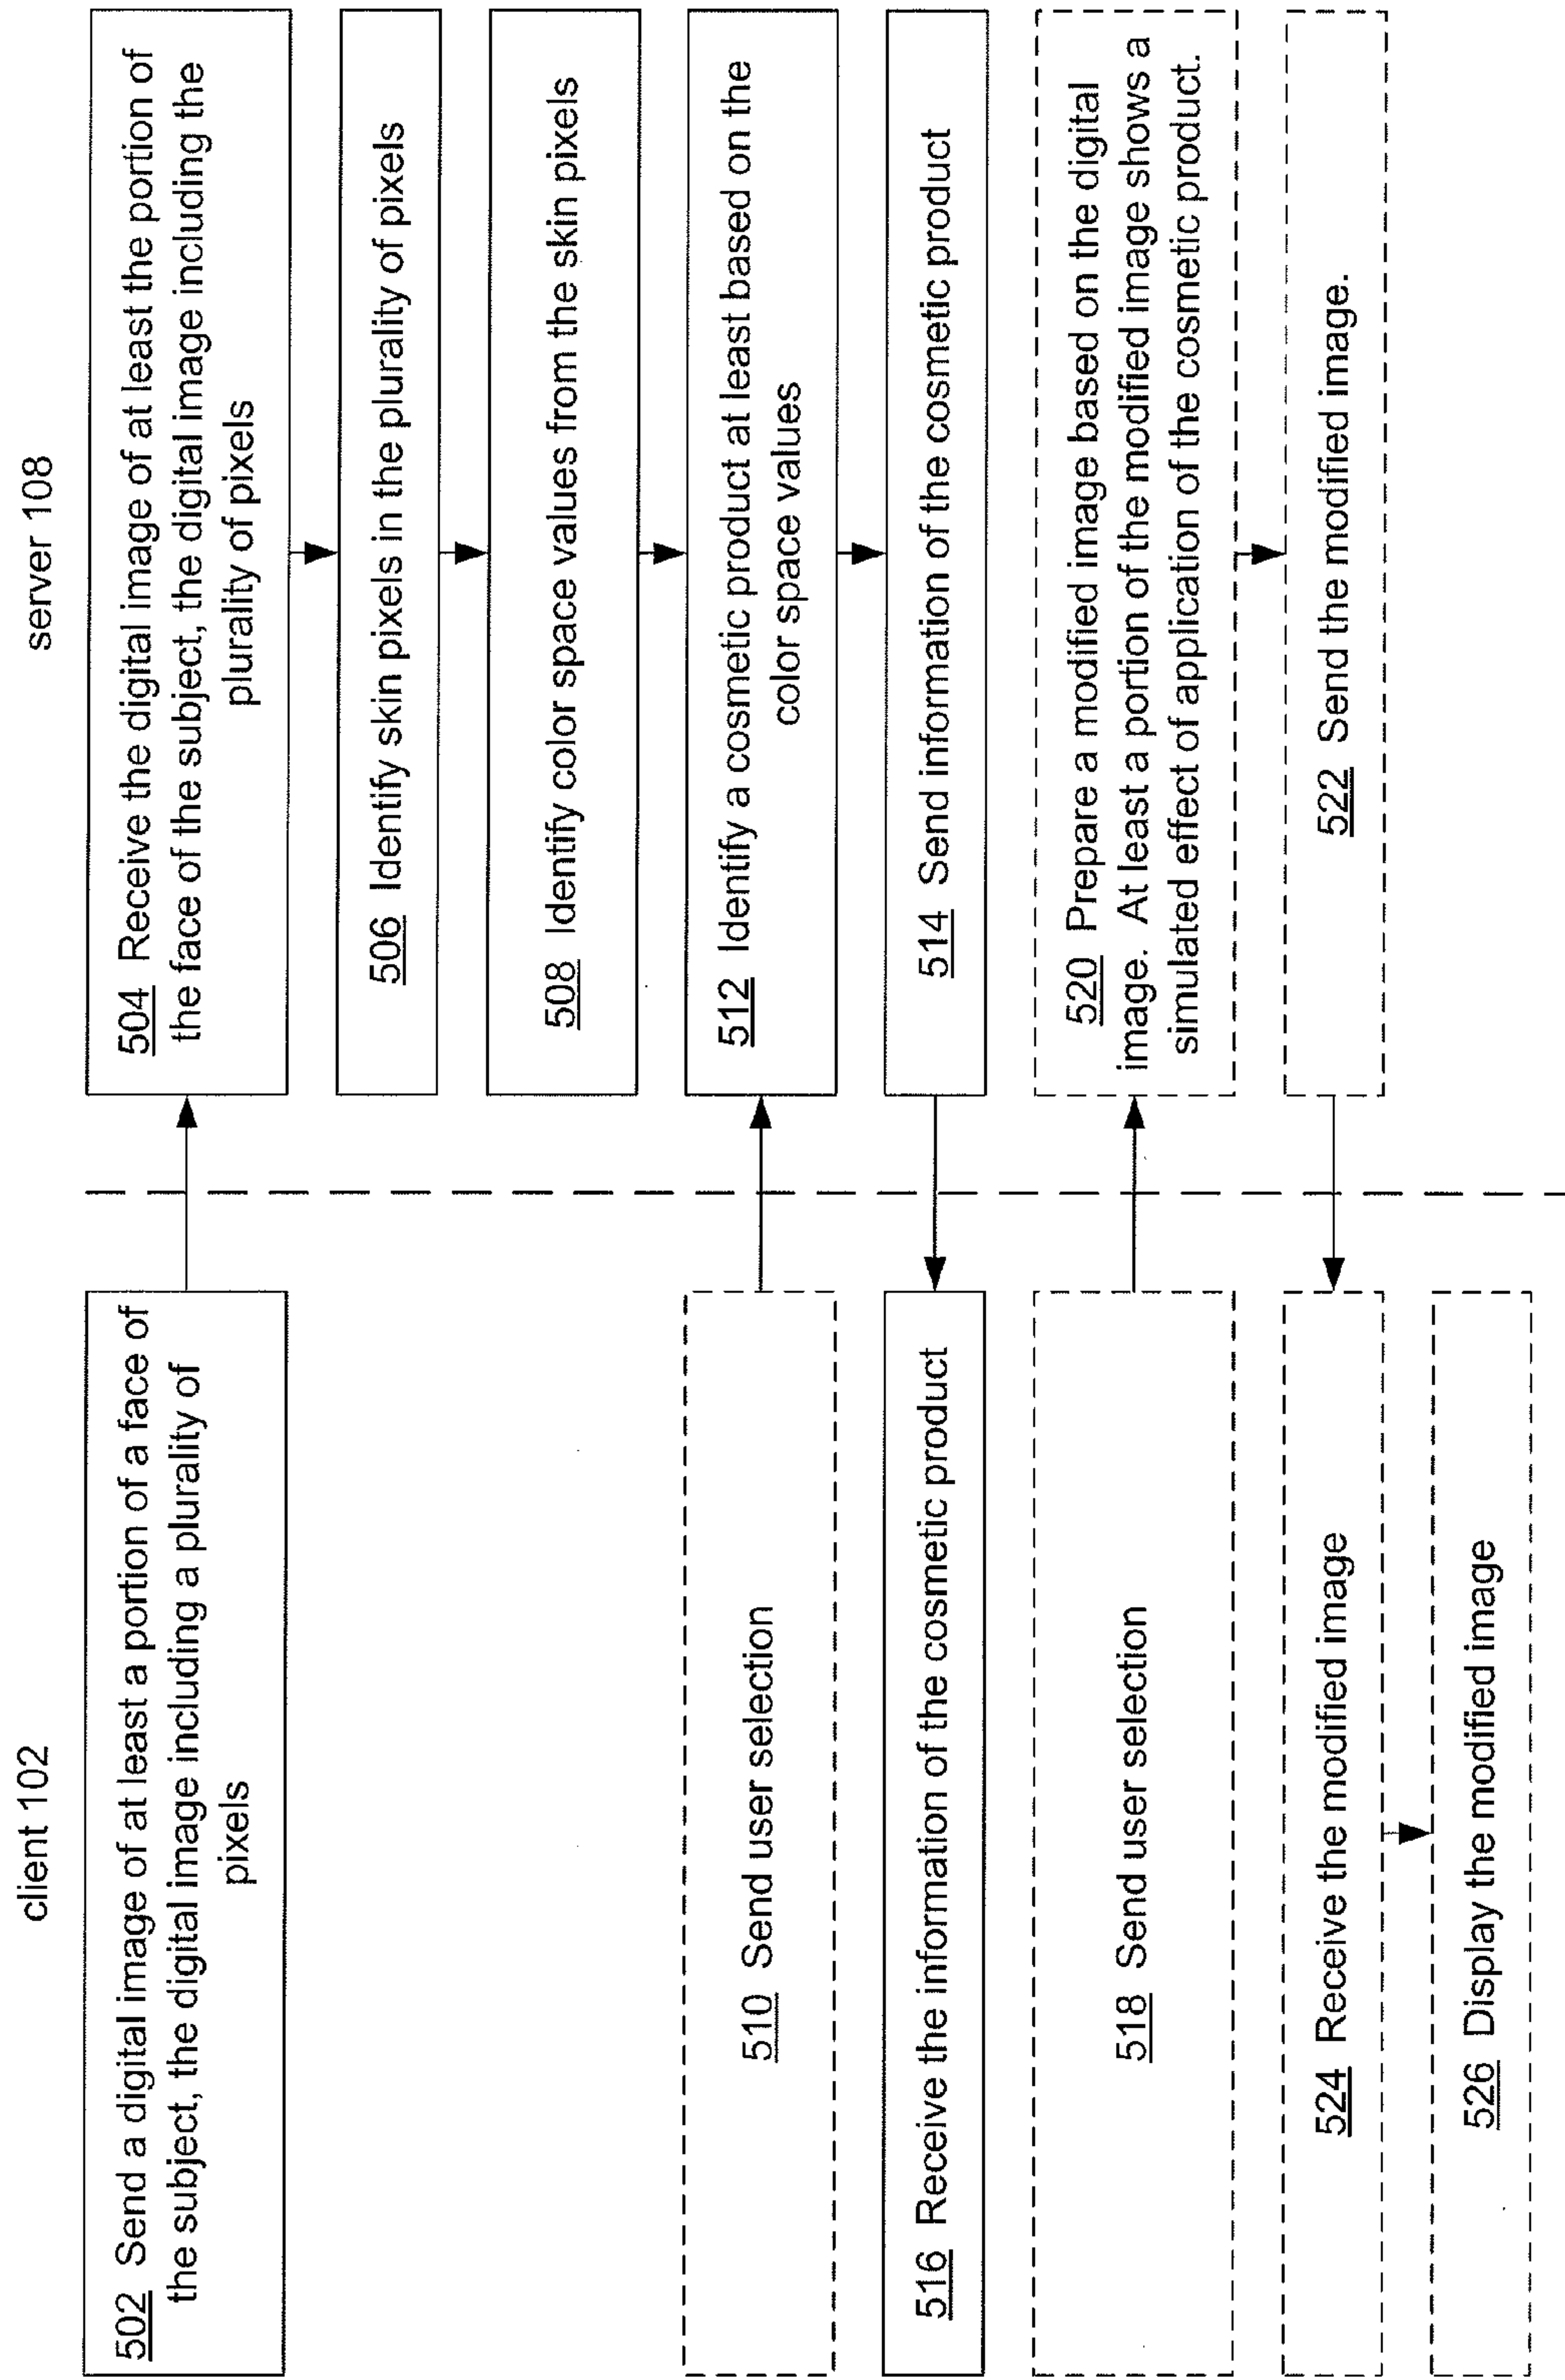 client 102
server 108
502 Send a digital image of at least a portion of a face of
the subject, the digital image including a plurality of
pixels
504 Receive the digital image of at least the portion of
the face of the subject, the digital image including the
plurality of pixels
506 Identify skin pixels in the plurality of pixels
508 Identify color space values from the skin pixels
510 Send user selection
512 Identify a cosmetic product at least based on the
color space values
514 Send information of the cosmetic product
516 Receive the information of the cosmetic product
518 Send user selection
520 Prepare a modified image based on the digital
image. At least a portion of the modified image shows a
simulated effect of application of the cosmetic product.
522 Send the modified image.
524 Receive the modified image
526 Display the modified image